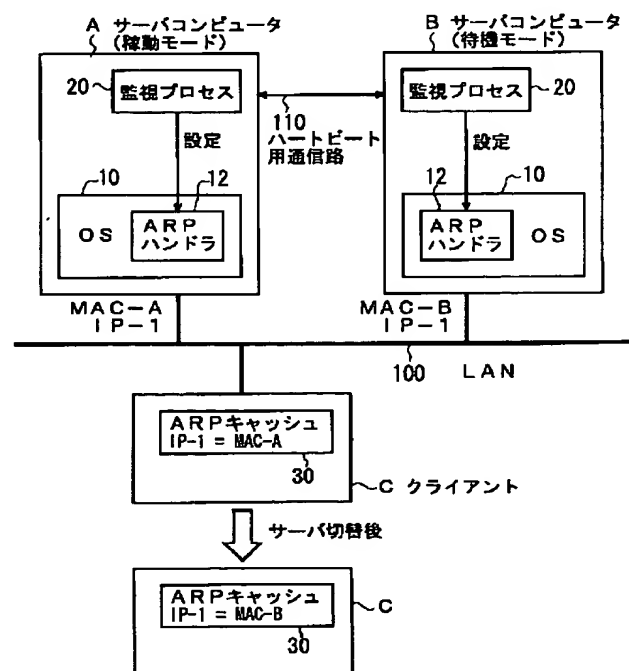 A サーバコンピュータ
(稼動モード)
20
監視プロセス
設定
10
12
OS
ARP
ハンドラ
MAC-A
IP-1
110
ハートビート
用通信路
B サーバコンピュータ
(待機モード)
監視プロセス
20
設定
12
10
ARP
ハンドラ
OS
MAC-B
IP-1
100
LAN
ARPキャッシュ
IP-1 = MAC-A
30
C クライアント
サーバ切替後
ARPキャッシュ
IP-1 = MAC-B
30
C